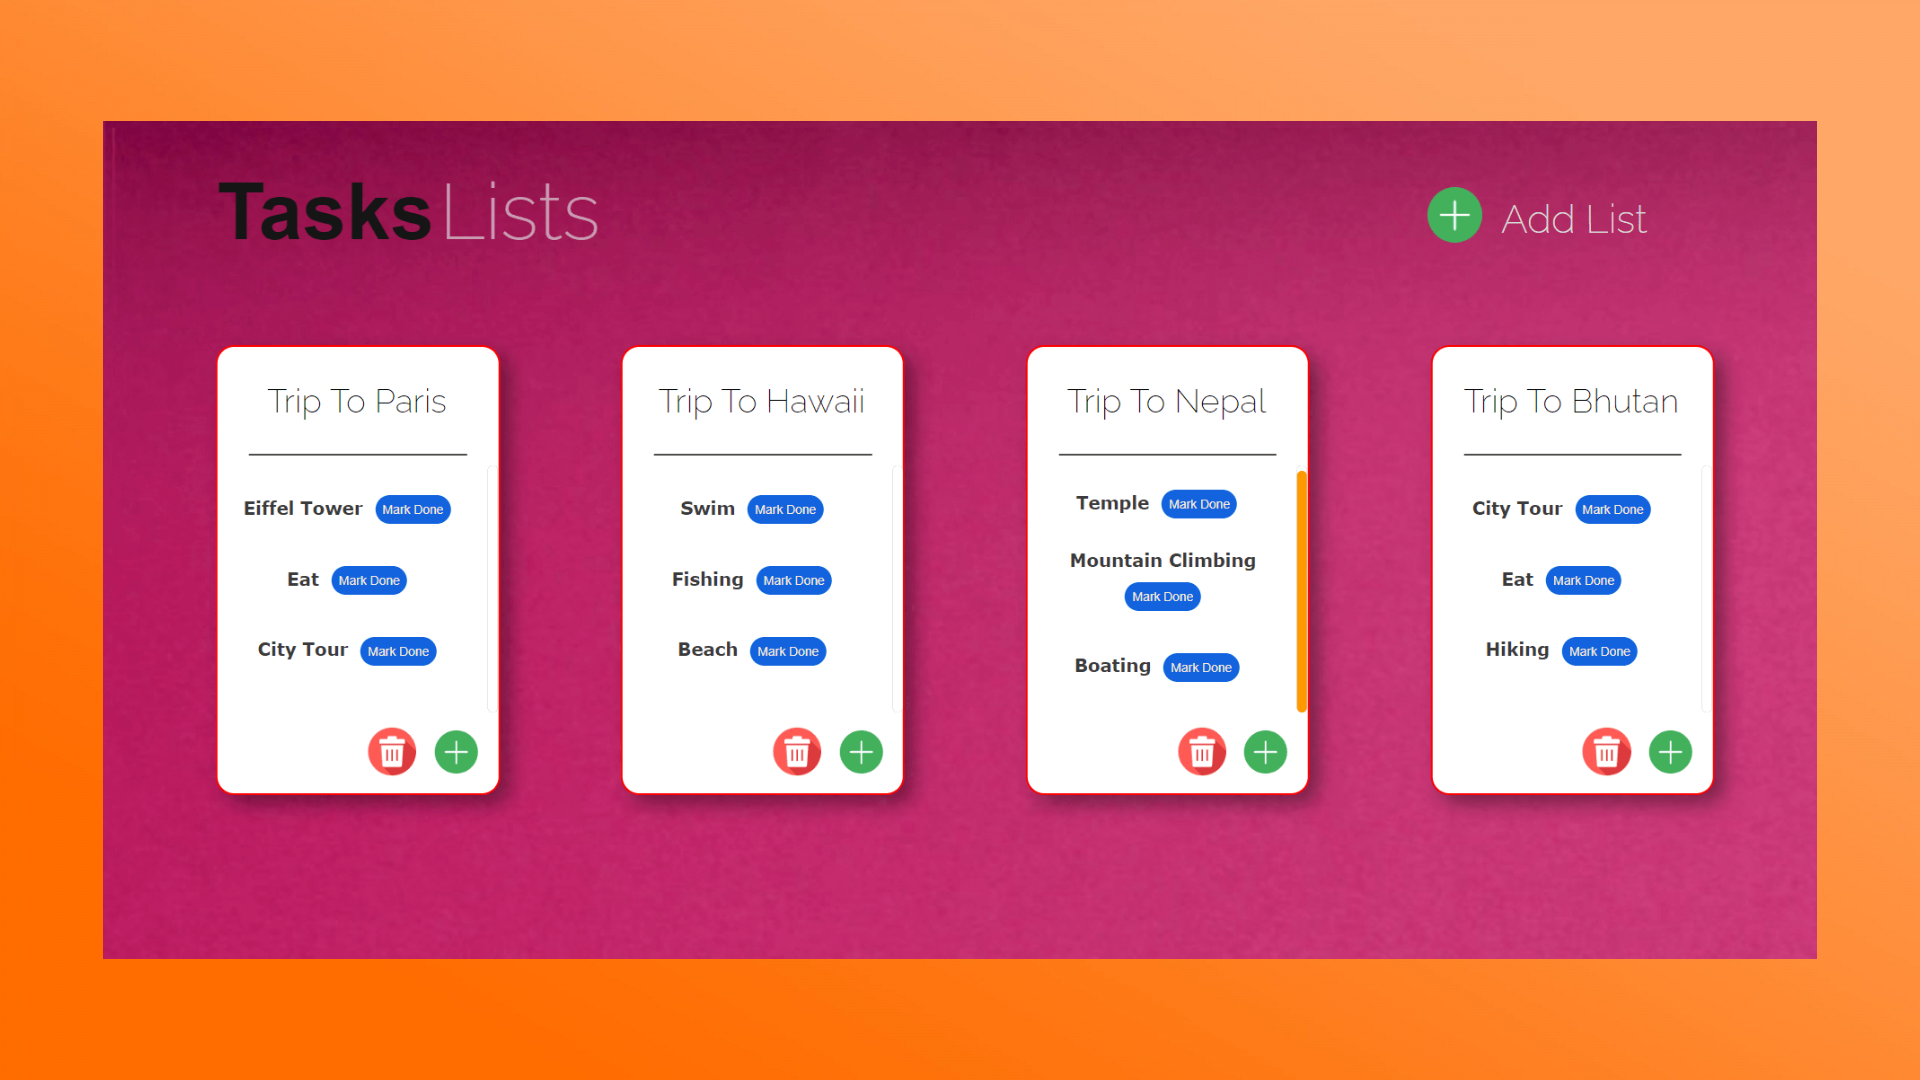 Tasks Lists
Add List
Trip To Paris
Eiffel Tower Mark Done
Eat Mark Done
City Tour Mark Done
Trip To Hawaii
Swim Mark Done
Fishing Mark Done
Beach Mark Done
Trip To Nepal
Temple Mark Done
Mountain Climbing
Mark Done
Boating Mark Done
Trip To Bhutan
City Tour Mark Done
Eat Mark Done
Hiking Mark Done